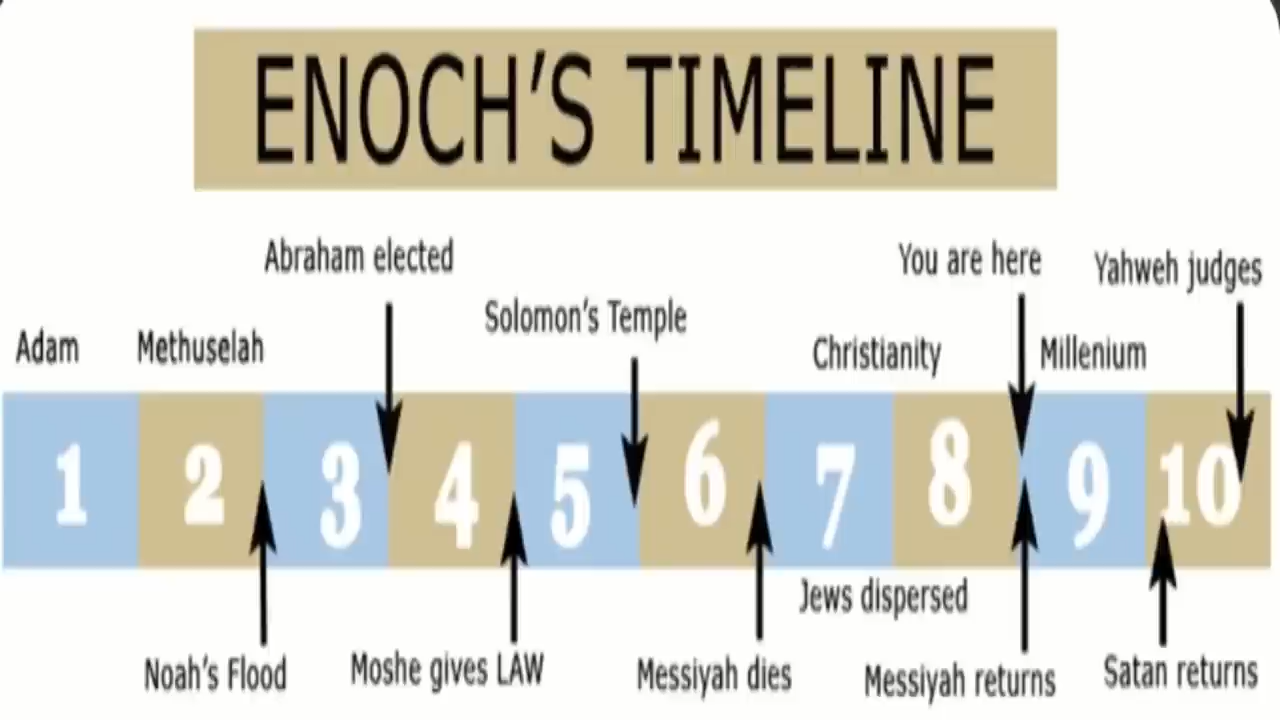 ENOCH'S TIMELINE
Abraham elected
You are here
Yahweh judges
Solomon's Temple
Adam
Methuselah
Christianity
Millenium
1 2 3 4 5 6 7 8 9 10
Jews dispersed
Noah's Flood
Moshe gives LAW
Messiyah dies
Messiyah returns
Satan returns